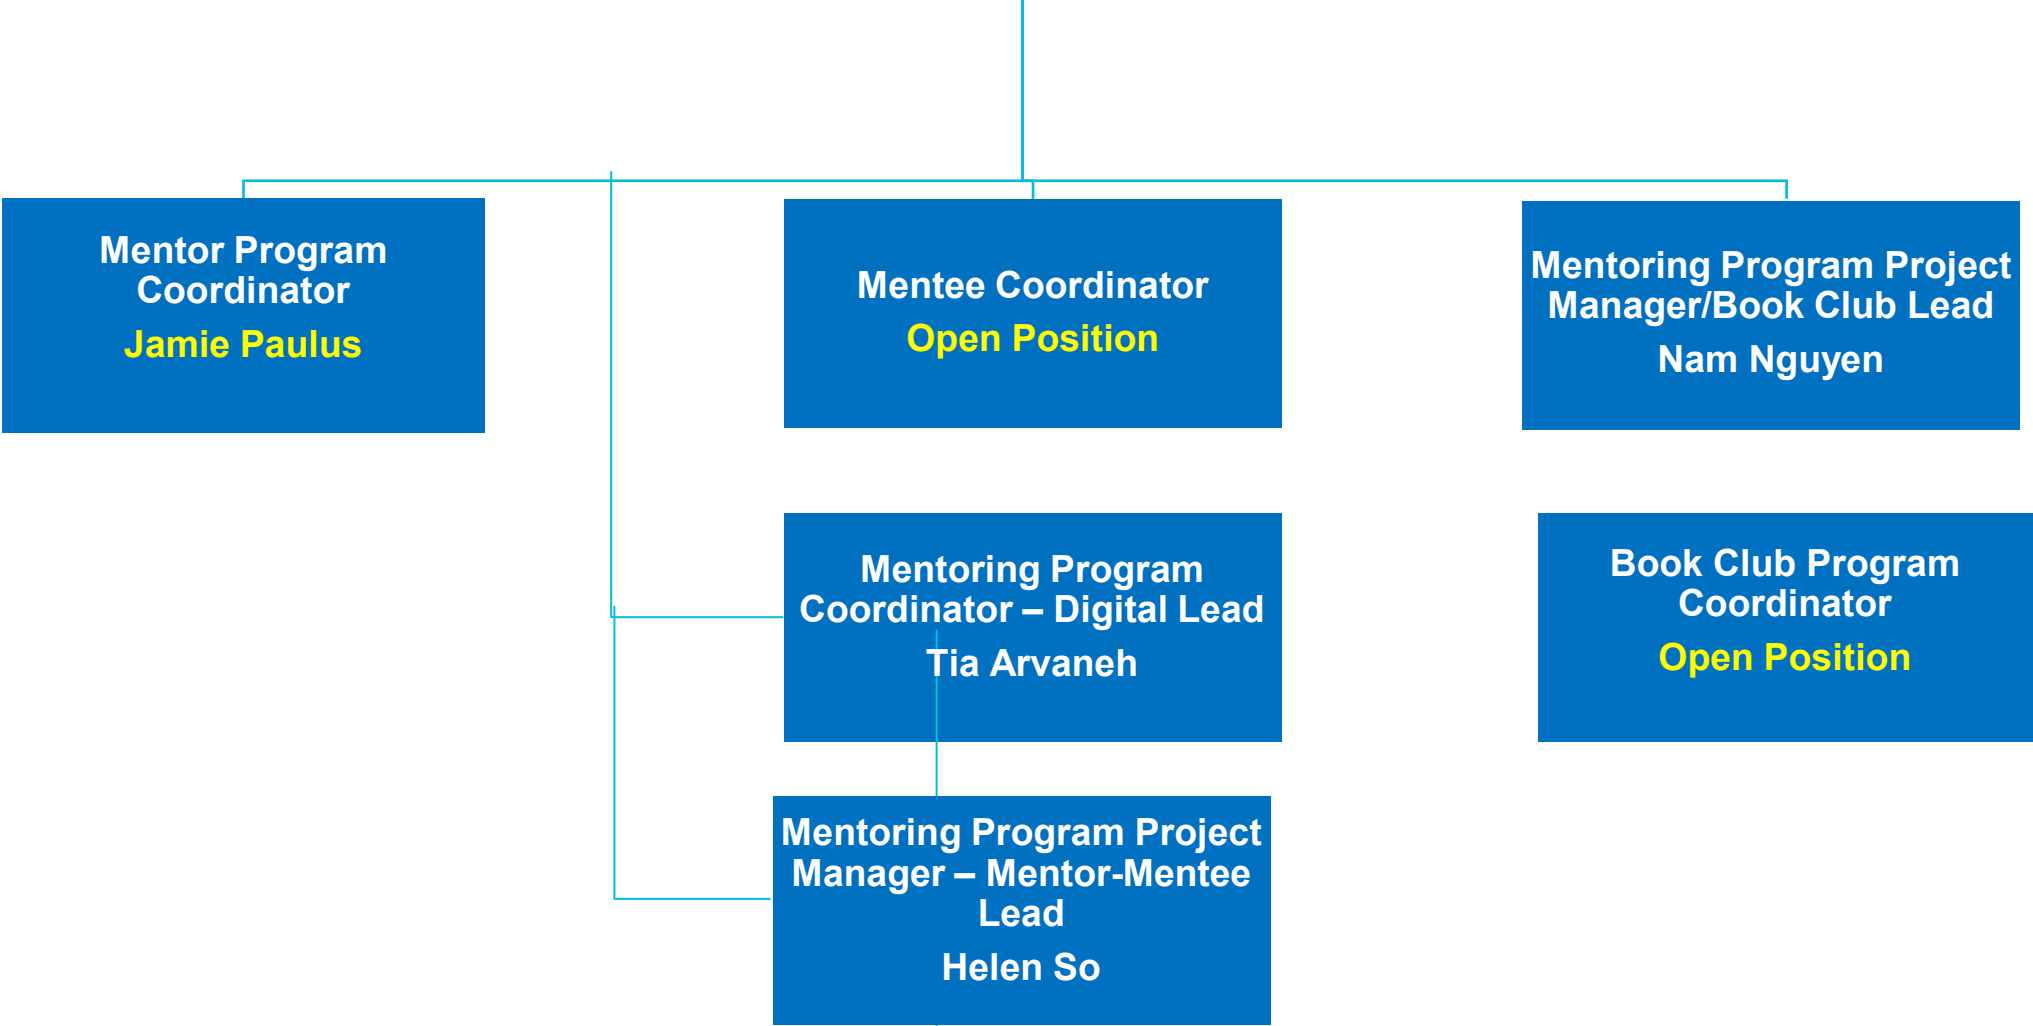 Mentor Program
Coordinator
Jamie Paulus
Mentee Coordinator
Open Position
Mentoring Program Project
Manager/Book Club Lead
Nam Nguyen
Mentoring Program
Coordinator – Digital Lead
Tia Arvaneh
Book Club Program
Coordinator
Open Position
Mentoring Program Project
Manager – Mentor-Mentee
Lead
Helen So